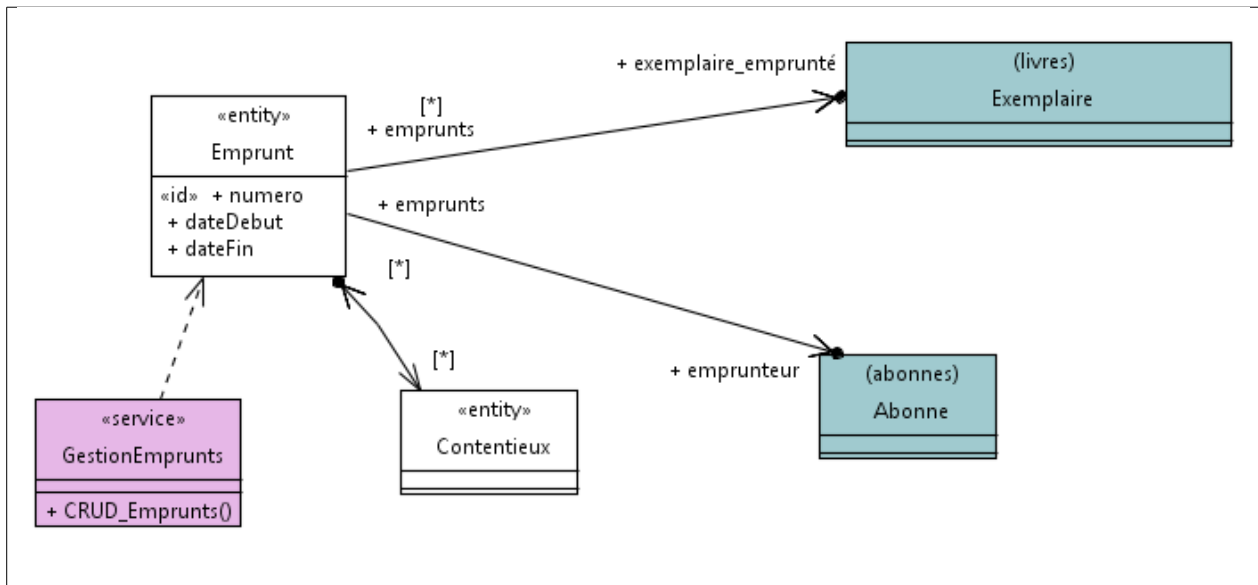 + exemplaire_emprunté
(livres)
Exemplaire
«entity»
Emprunt
[*]
+ emprunts
«id» + numero
+ dateDebut
+ dateFin
+ emprunts
[*]
[*]
+ emprunteur
(abonnes)
Abonne
«service»
GestionEmprunts
+ CRUD_Emprunts()
«entity»
Contentieux